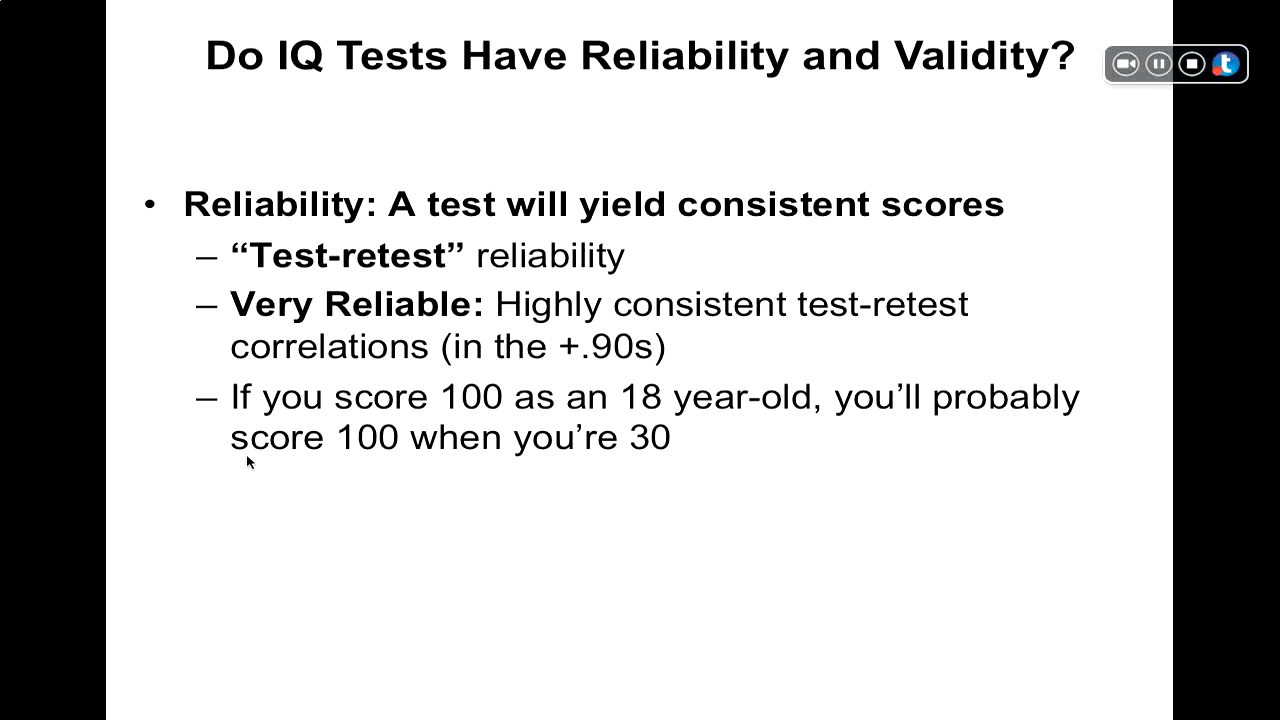 Do IQ Tests Have Reliability and Validity?
• Reliability: A test will yield consistent scores
– “Test-retest” reliability
– Very Reliable: Highly consistent test-retest
correlations (in the +.90s)
– If you score 100 as an 18 year-old, you’ll probably
score 100 when you’re 30
t